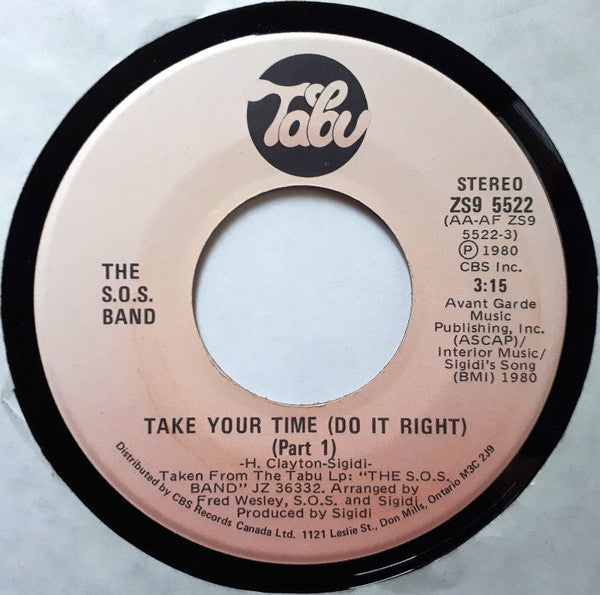 Tabu
STEREO
ZS9 5522
(AA-AF ZS9
5522-3)
Ⓟ 1980
CBS Inc.
3:15
Avant Garde
Music
Publishing, Inc.
(ASCAP)/
Interior Music/
Sigidi's Song
(BMI) 1980
THE
S.O.S.
BAND
TAKE YOUR TIME (DO IT RIGHT)
(Part 1)
-H. Clayton-Sigidi-
Taken From The Tabu Lp: "THE S.O.S.
BAND" JZ 36332. Arranged by
Fred Wesley, S.O.S. and Sigidi
Produced by Sigidi
Distributed by CBS Records Canada Ltd. 1121 Leslie St., Don Mills, Ontario M3C 2J9